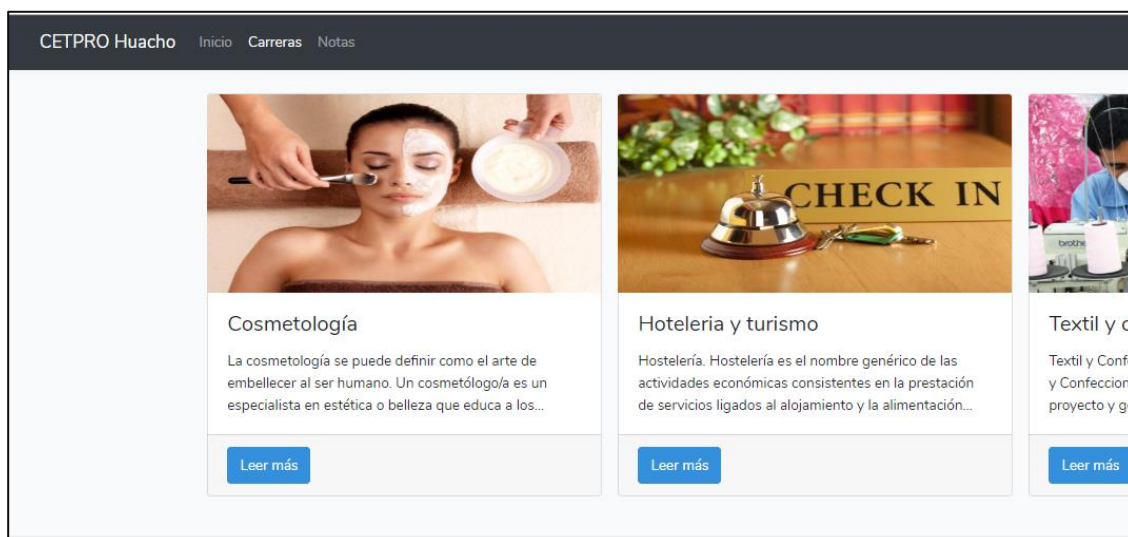 CETPRO Huacho Inicio Carreras Notas
CHECK IN
Cosmetología
La cosmetología se puede definir como el arte de
embellecer al ser humano. Un cosmetólogo/a es un
especialista en estética o belleza que educa a los...
Leer más
Hoteleria y turismo
Hostelería. Hostelería es el nombre genérico de las
actividades económicas consistentes en la prestación
de servicios ligados al alojamiento y la alimentación...
Leer más
Textil y
y Confeccion
proyecto y
Leer más